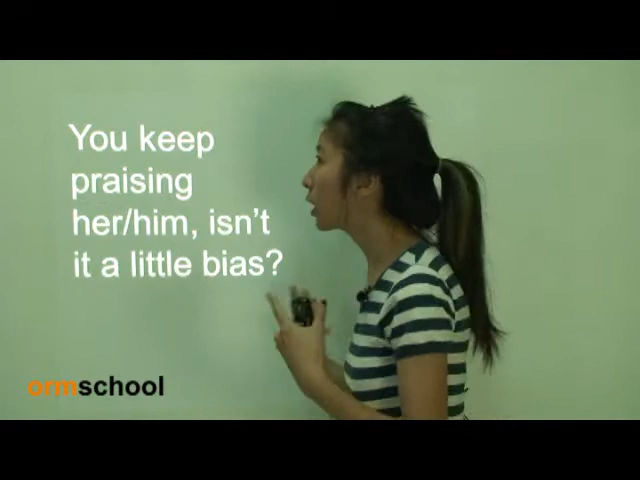 You keep
praising
her/him, isn't
it a little bias?
ormschool